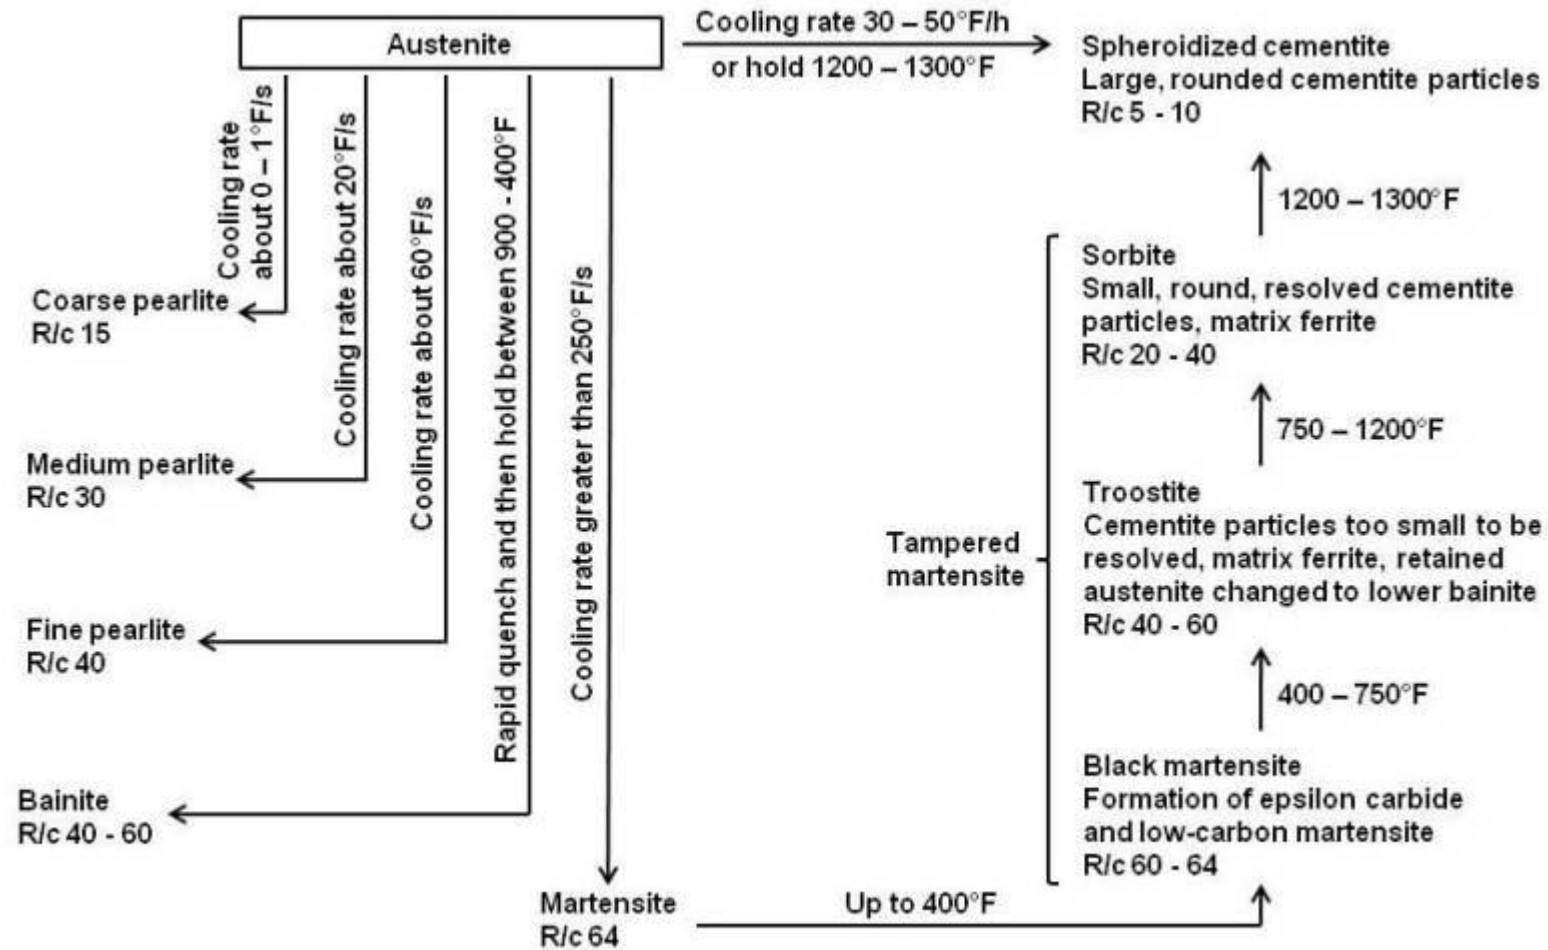 Austenite
Cooling rate 30 – 50°F/h
or hold 1200 – 1300°F
Spheroidized cementite
Large, rounded cementite particles
R/c 5 - 10
Cooling rate
about 0 – 1°F/s
Cooling rate about 20°F/s
Cooling rate about 60°F/s
Rapid quench and then hold between 900 - 400°F
Cooling rate greater than 250°F/s
1200 – 1300°F
Coarse pearlite
R/c 15
Sorbite
Small, round, resolved cementite
particles, matrix ferrite
R/c 20 - 40
750 – 1200°F
Medium pearlite
R/c 30
Tampered
martensite
Troostite
Cementite particles too small to be
resolved, matrix ferrite, retained
austenite changed to lower bainite
R/c 40 - 60
Fine pearlite
R/c 40
400 – 750°F
Black martensite
Formation of epsilon carbide
and low-carbon martensite
R/c 60 - 64
Bainite
R/c 40 - 60
Martensite
R/c 64
Up to 400°F